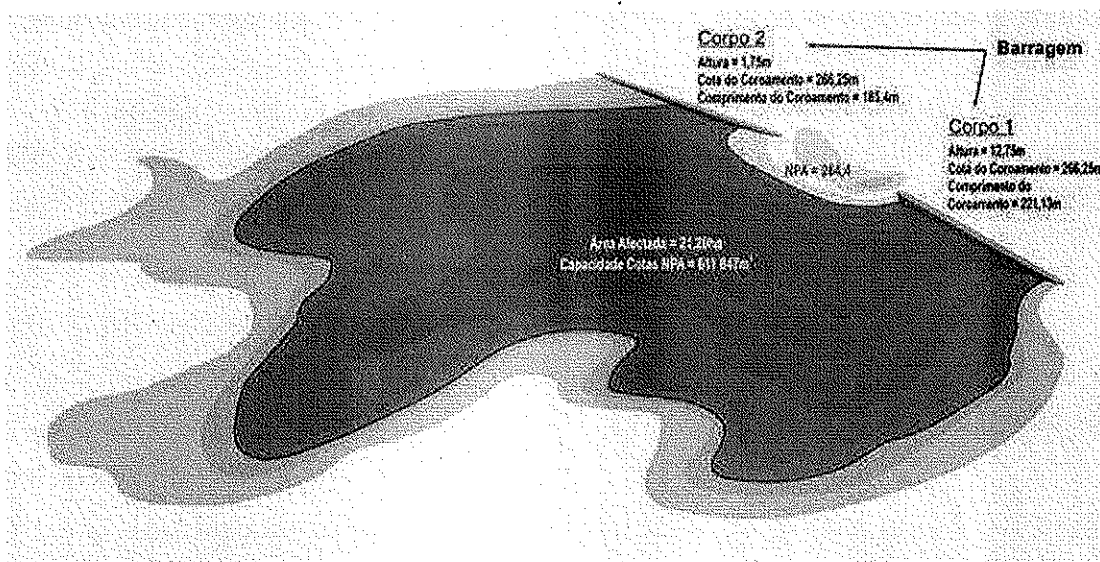 Corpo 2
Altura = 1,75m
Cota do Coroamento = 266,25m
Comprimento do Coroamento = 183,4m
Barragem
Corpo 1
Altura = 12,75m
Cota do Coroamento = 266,25m
Comprimento do
Coroamento = 221,13m
NPA = 264,4
Área Afectada =
Capacidade Cotas NPA = 611 847m³